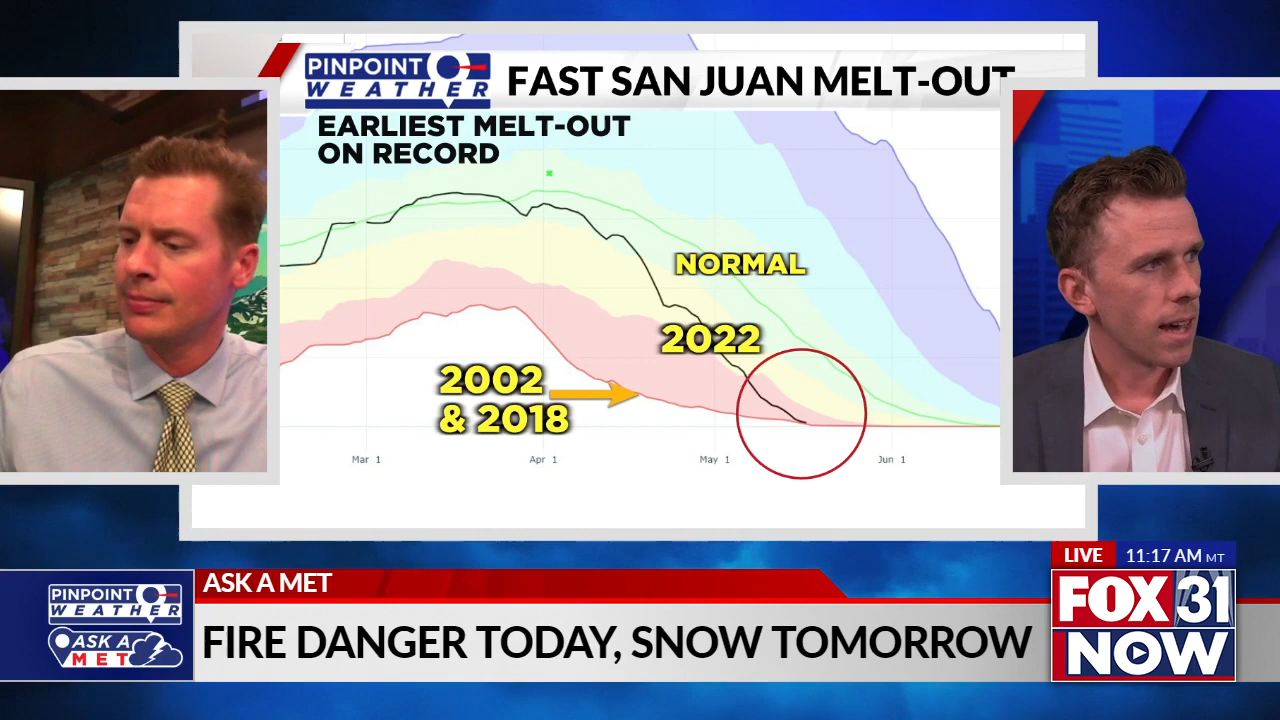 PINPOINT
WEATHER
FAST SAN JUAN MELT-OUT
EARLIEST MELT-OUT
ON RECORD
NORMAL
2022
2002
& 2018
Mar 1
Apr 1
May 1
Jun 1
LIVE
11:17 AM MT
ASK A MET
PINPOINT
WEATHER
ASK A
MET
FIRE DANGER TODAY, SNOW TOMORROW
FOX 31
NOW